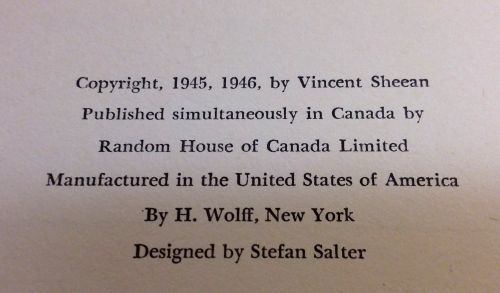 Copyright, 1945, 1946, by Vincent Sheean
Published simultaneously in Canada by
Random House of Canada Limited
Manufactured in the United States of America
By H. Wolff, New York
Designed by Stefan Salter